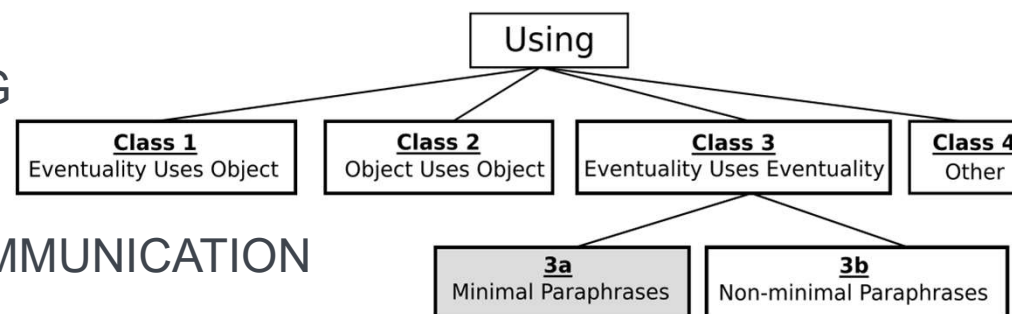 Using
G
Class 1
Eventuality Uses Object
Class 2
Object Uses Object
Class 3
Eventuality Uses Eventuality
Class 4
Other
MMUNICATION
3a
Minimal Paraphrases
3b
Non-minimal Paraphrases